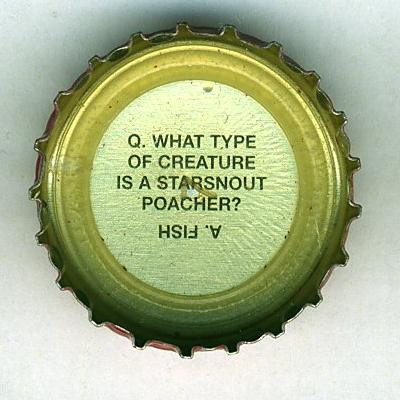 Q. WHAT TYPE
OF CREATURE
IS A STARSNOUT
POACHER?
A. FISH